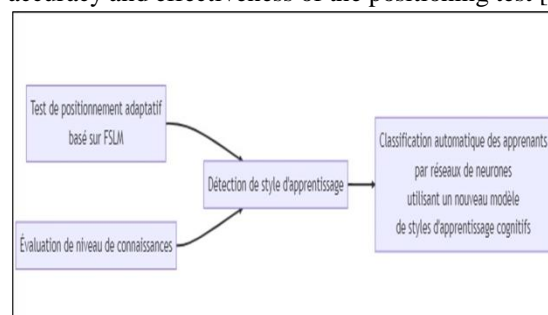 accuracy and effectiveness of the positioning test [
Test de positionnement adaptatif
basé sur FSLM
Détection de style d'apprentissage
Évaluation de niveau de connaissances
Classification automatique des apprenants
par réseaux de neurones
utilisant un nouveau modèle
de styles d'apprentissage cognitifs